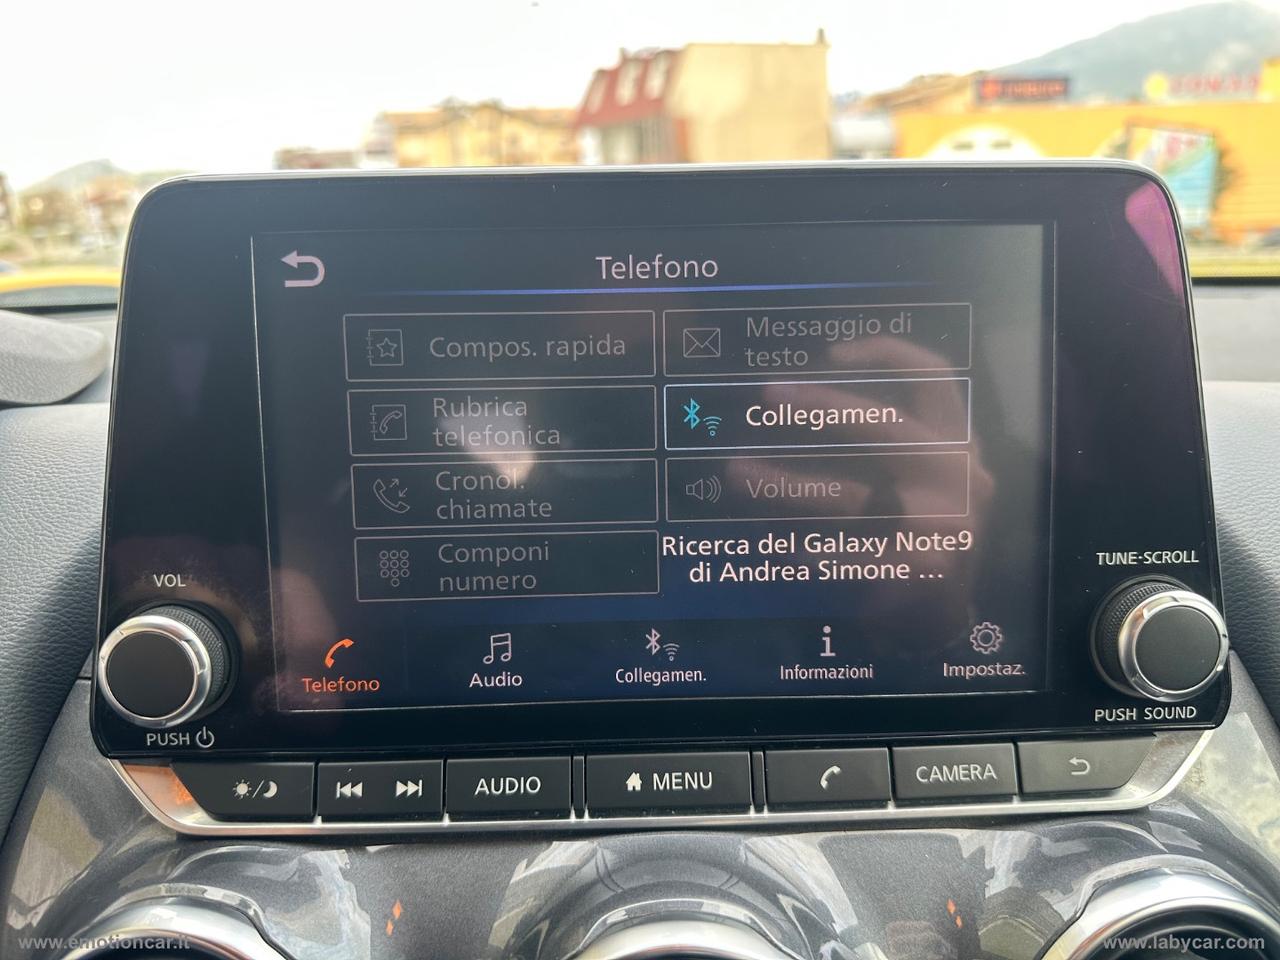 Telefono
Compos. rapida
Messaggio di
testo
Rubrica
telefonica
Collegamen.
Cronol.
chiamate
Volume
Componi
numero
Ricerca del Galaxy Note9
di Andrea Simone ...
Telefono
Audio
Collegamen.
Informazioni
Impostaz.
VOL
PUSH
TUNE·SCROLL
PUSH SOUND
AUDIO
MENU
CAMERA
www.emotioncar.it
www.labycar.com